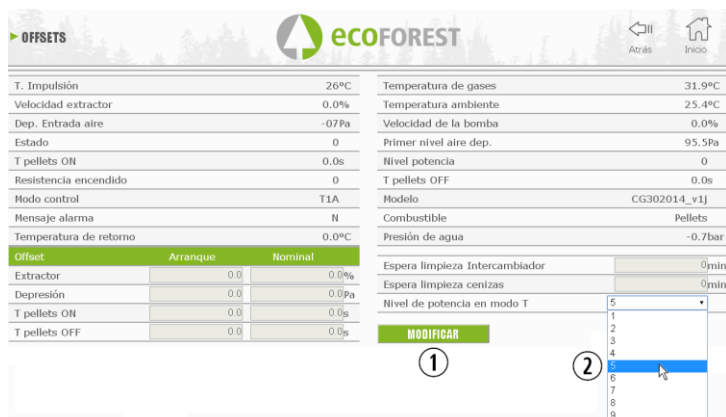 OFFSETS
ecoFOREST
Atrás
Inicio
T. Impulsión 26ºC
Velocidad extractor 0.0%
Dep. Entrada aire -07Pa
Estado 0
T pellets ON 0.0s
Resistencia encendido 0
Modo control T1A
Mensaje alarma N
Temperatura de retorno 0.0ºC
Offset Arranque Nominal
Extractor 0.0 0.0%
Depresión 0.0 0.0Pa
T pellets ON 0.0 0.0s
T pellets OFF 0.0 0.0s
Temperatura de gases 31.9ºC
Temperatura ambiente 25.4ºC
Velocidad de la bomba 0.0%
Primer nivel aire dep. 95.5Pa
Nivel potencia 0
T pellets OFF 0.0s
Modelo CG302014_v1j
Combustible Pellets
Presión de agua -0.7bar
Espera limpieza Intercambiador 0min
Espera limpieza cenizas 0min
Nivel de potencia en modo T 5
1
2
3
4
5
6
7
8
9
MODIFICAR
1
2